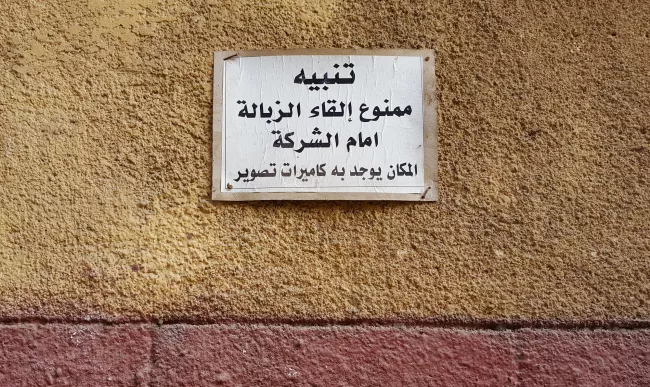 تنبيه
ممنوع إلقاء الزبالة
امام الشركة
المكان يوجد به كاميرات تصوير